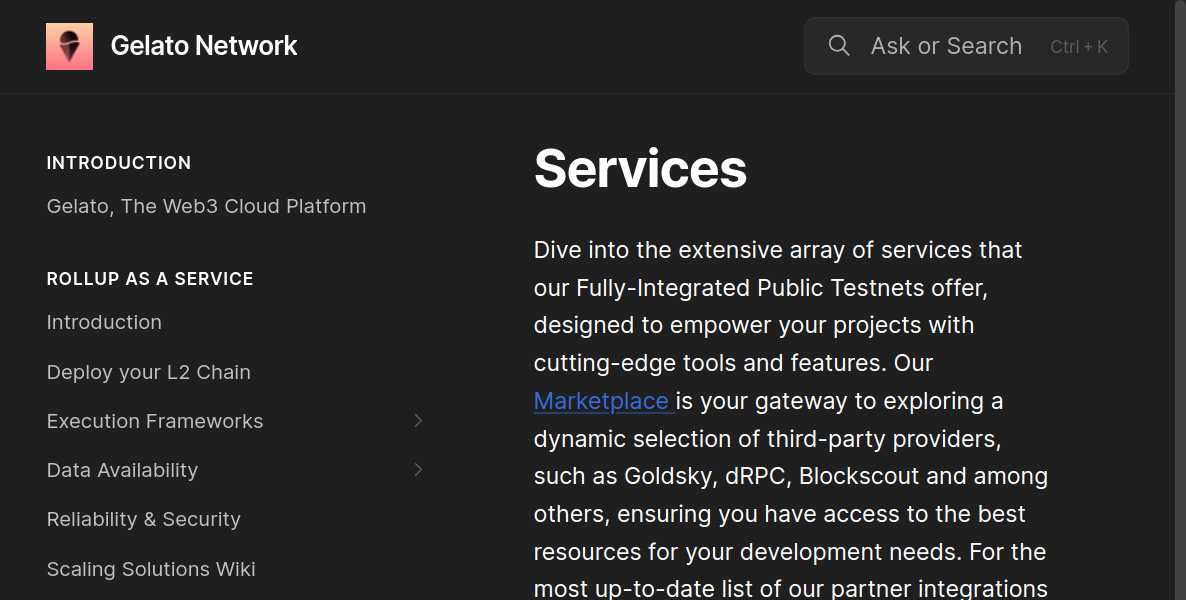 Gelato Network
Ask or Search Ctrl + K
INTRODUCTION
Gelato, The Web3 Cloud Platform
ROLLUP AS A SERVICE
Introduction
Deploy your L2 Chain
Execution Frameworks
Data Availability
Reliability & Security
Scaling Solutions Wiki
Services
Dive into the extensive array of services that
our Fully-Integrated Public Testnets offer,
designed to empower your projects with
cutting-edge tools and features. Our
Marketplace is your gateway to exploring a
dynamic selection of third-party providers,
such as Goldsky, dRPC, Blockscout and among
others, ensuring you have access to the best
resources for your development needs. For the
most up-to-date list of our partner integrations